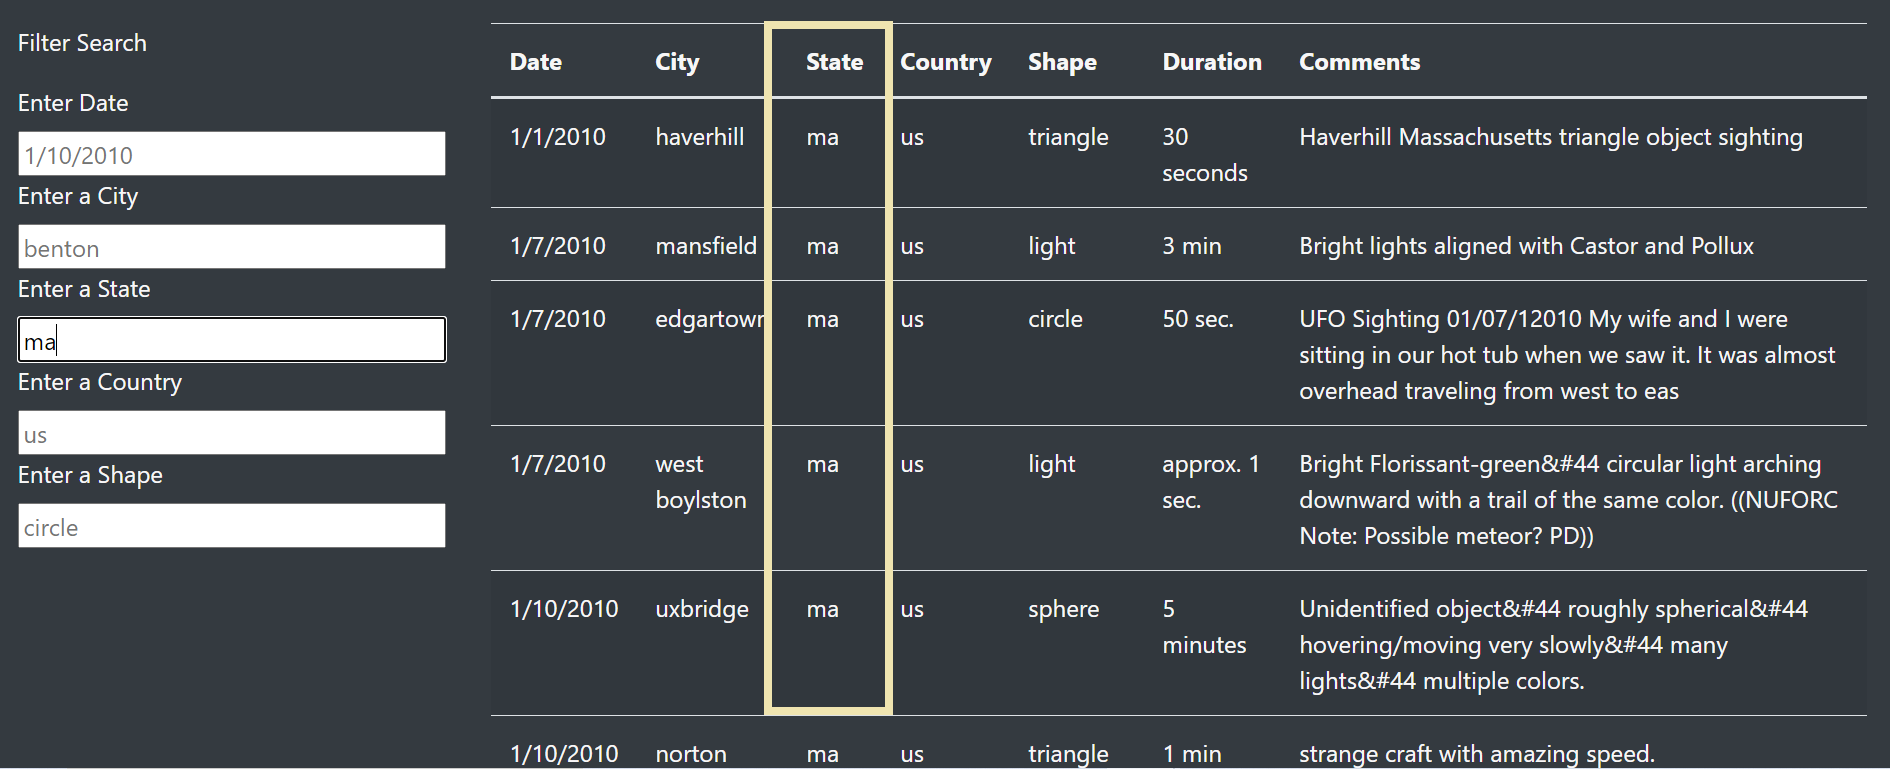 Filter Search
Enter Date
1/10/2010
Enter a City
benton
Enter a State
ma
Enter a Country
us
Enter a Shape
circle
Date City State Country Shape Duration Comments
1/1/2010 haverhill ma us triangle 30 Haverhill Massachusetts triangle object sighting
seconds
1/7/2010 mansfield ma us light 3 min Bright lights aligned with Castor and Pollux
1/7/2010 edgartown ma us circle 50 sec. UFO Sighting 01/07/12010 My wife and I were
sitting in our hot tub when we saw it. It was almost
overhead traveling from west to eas
1/7/2010 west ma us light approx. 1 Bright Florissant-green&#44 circular light arching
boylston sec. downward with a trail of the same color. ((NUFORC
Note: Possible meteor? PD))
1/10/2010 uxbridge ma us sphere 5 Unidentified object&#44 roughly spherical&#44
minutes hovering/moving very slowly&#44 many
lights&#44 multiple colors.
1/10/2010 norton ma us triangle 1 min strange craft with amazing speed.